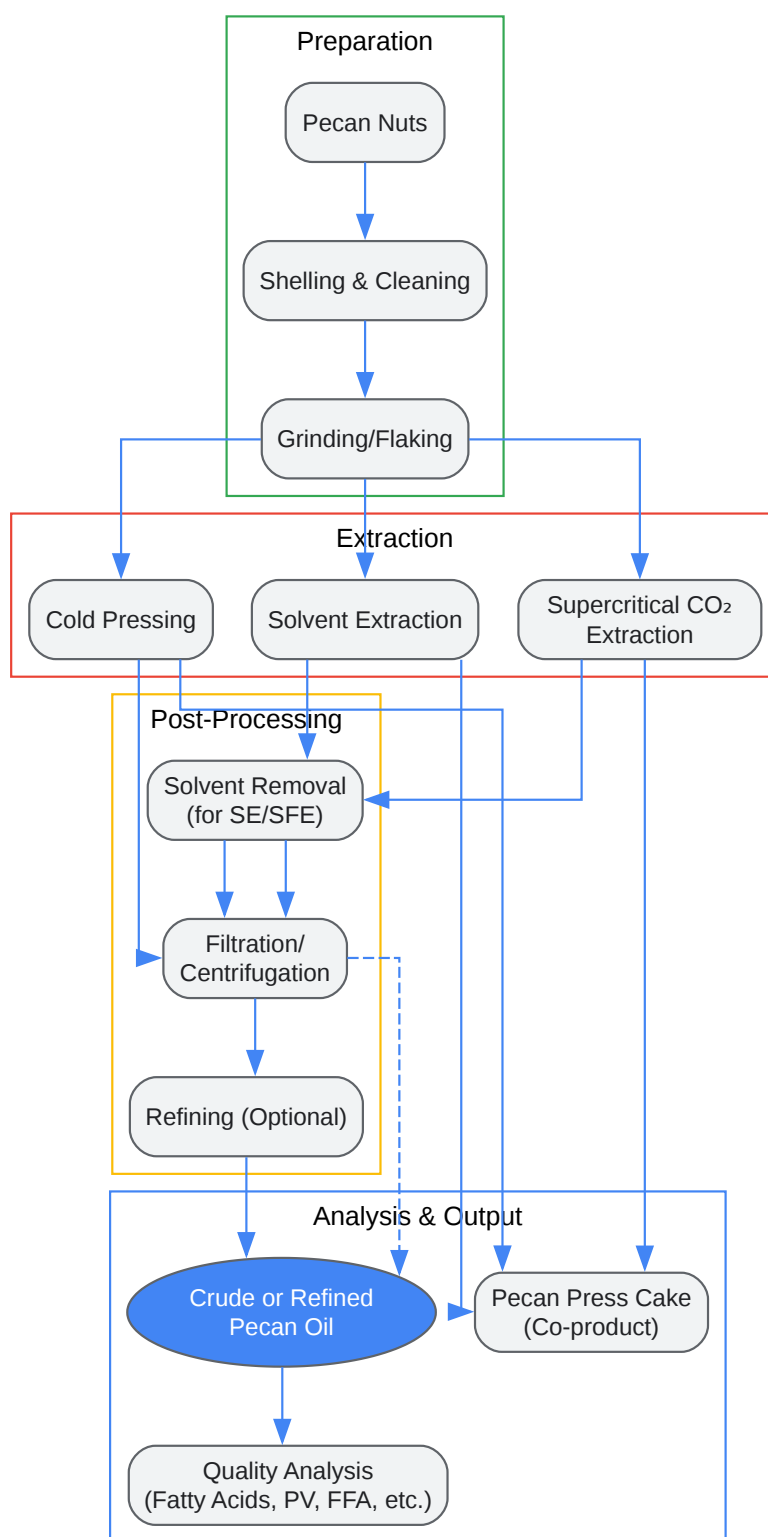 Preparation
Pecan Nuts
Shelling & Cleaning
Grinding/Flaking
Extraction
Cold Pressing
Solvent Extraction
Supercritical CO₂
Extraction
Post-Processing
Solvent Removal
(for SE/SFE)
Filtration/
Centrifugation
Refining (Optional)
Analysis & Output
Crude or Refined
Pecan Oil
Pecan Press Cake
(Co-product)
Quality Analysis
(Fatty Acids, PV, FFA, etc.)